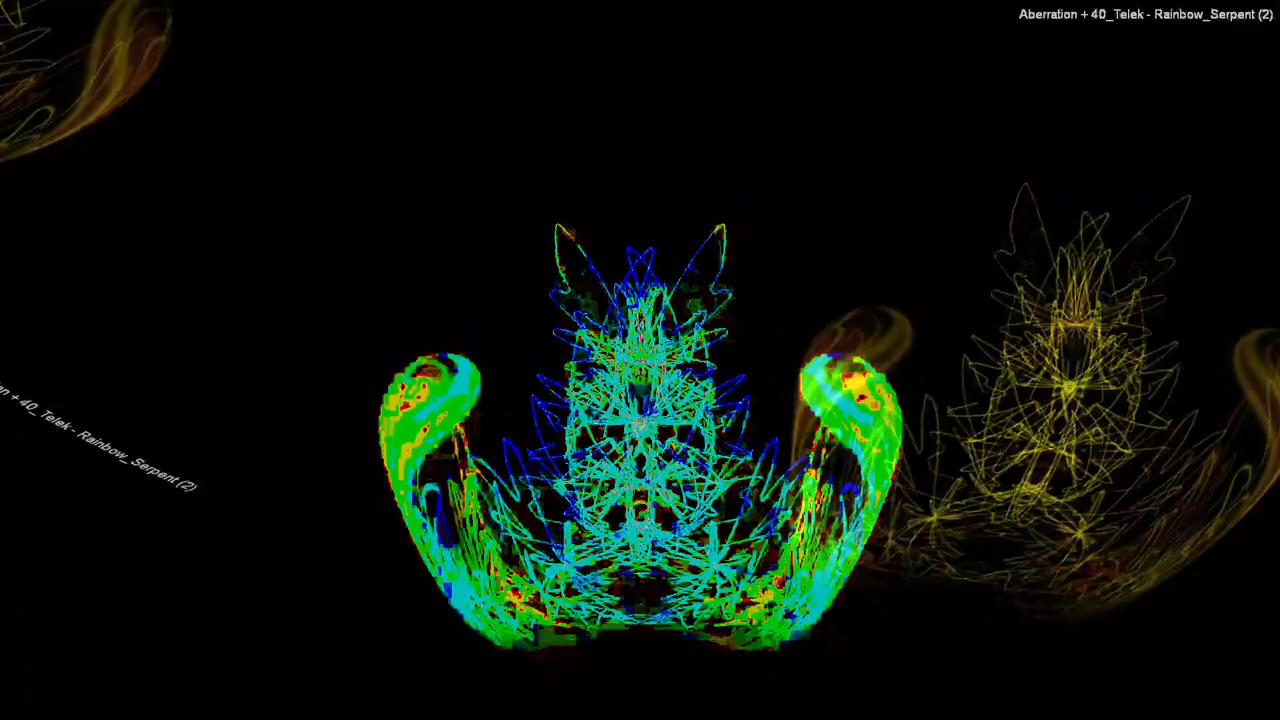 Aberration + 40_Telek - Rainbow_Serpent (2)
+ 40_Telek - Rainbow_Serpent (2)